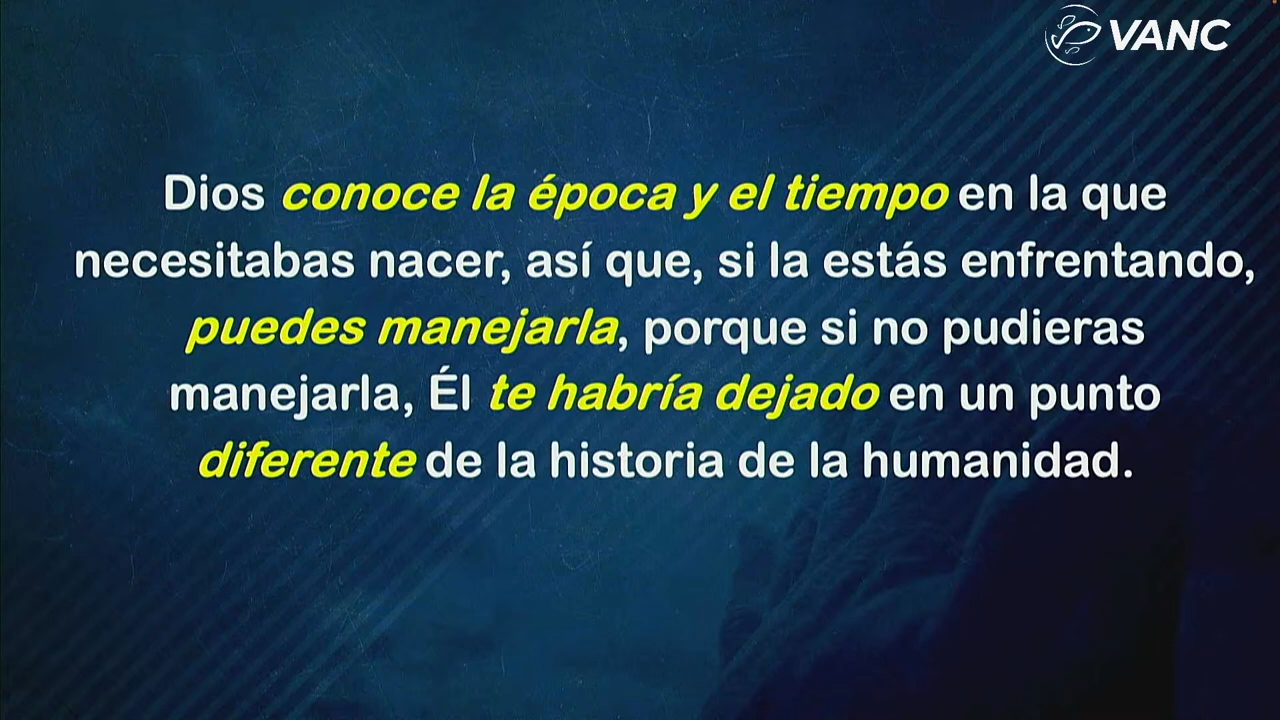 VANC
Dios conoce la época y el tiempo en la que
necesitabas nacer, así que, si la estás enfrentando,
puedes manejarla, porque si no pudieras
manejarla, Él te habría dejado en un punto
diferente de la historia de la humanidad.